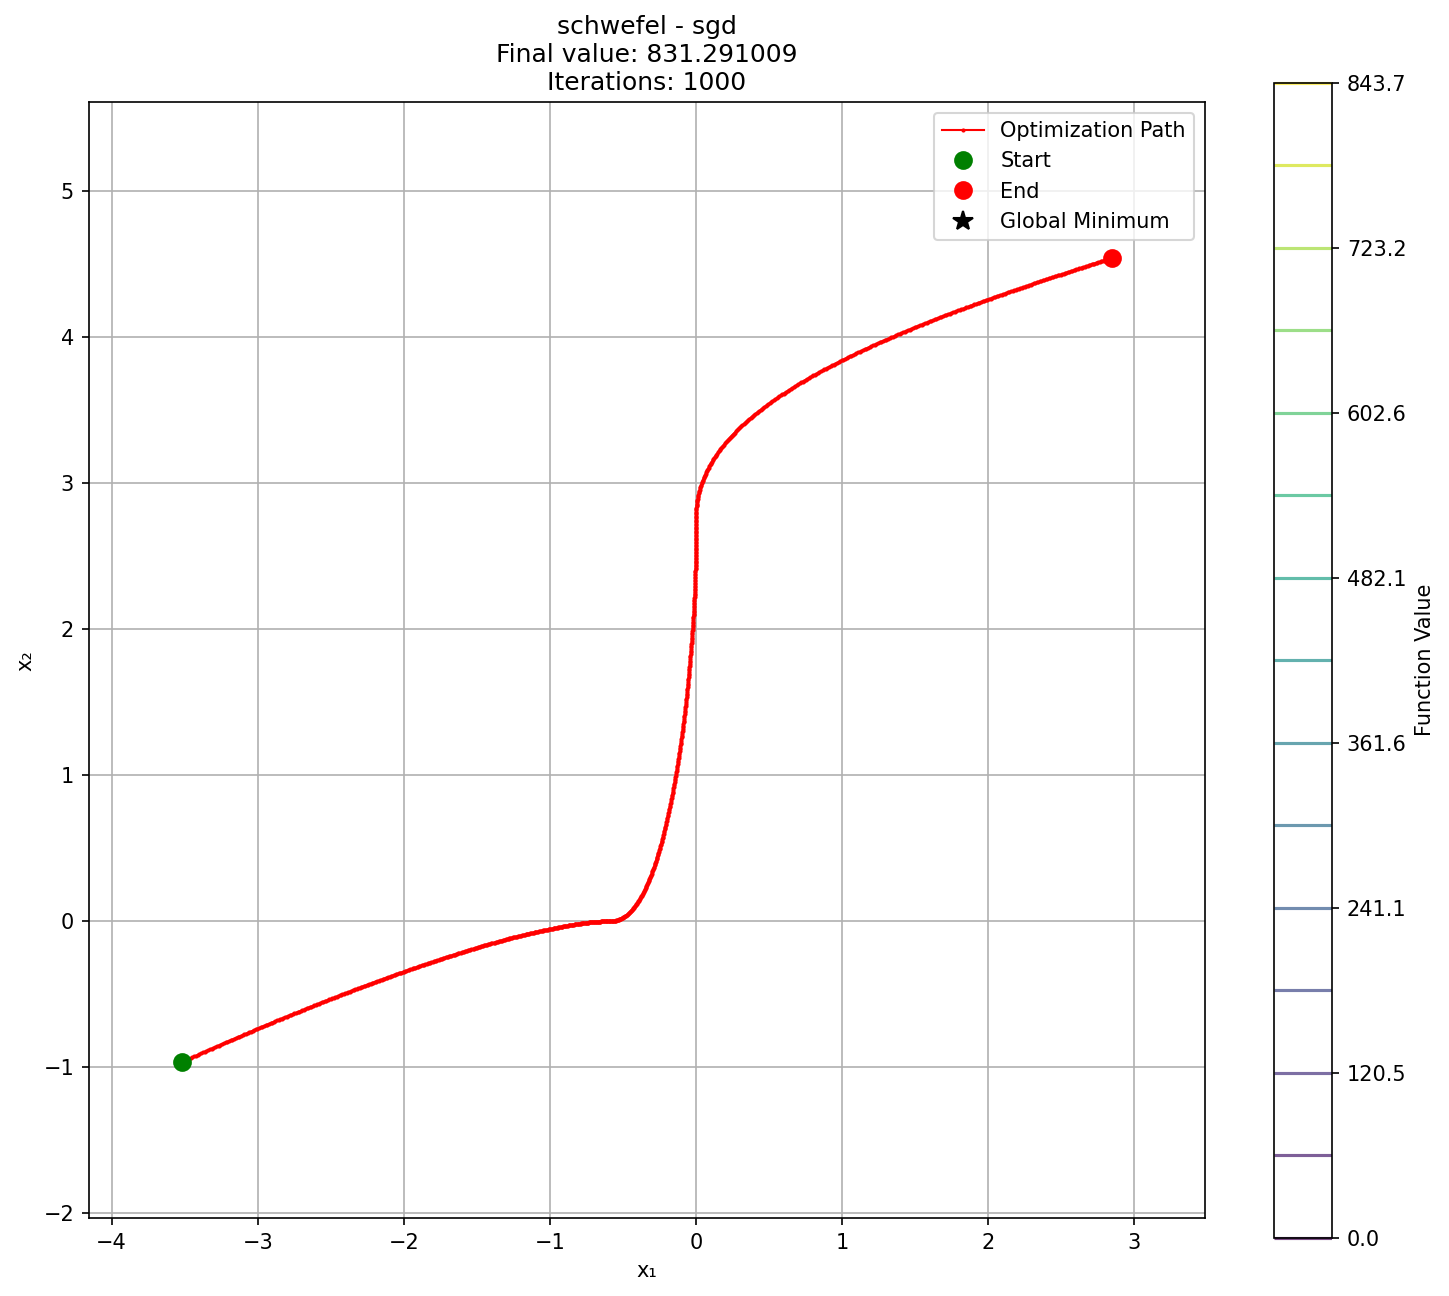 schwefel - sgd
Final value: 831.291009
Iterations: 1000
Optimization Path
Start
End
Global Minimum
5
4
3
2
1
0
−1
−2
x₂
−4
−3
−2
−1
0
1
2
3
x₁
843.7
723.2
602.6
482.1
361.6
241.1
120.5
0.0
Function Value